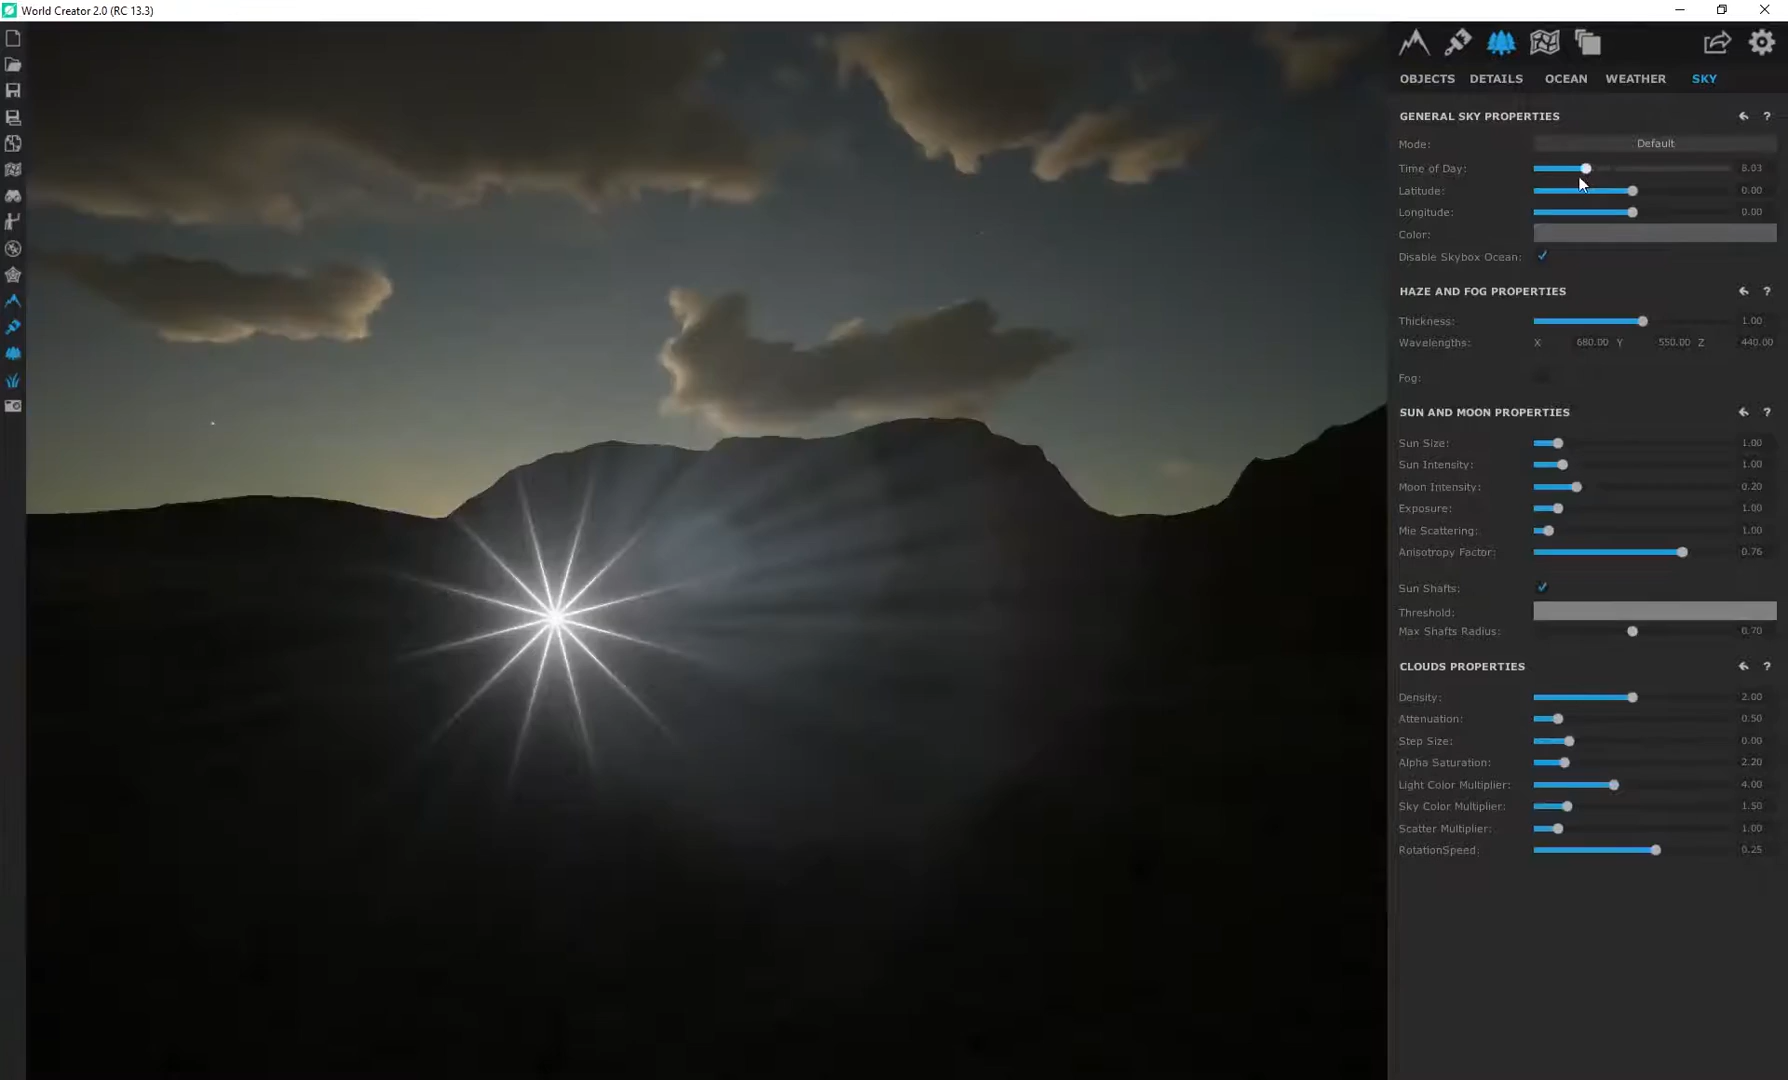 World Creator 2.0 (RC 13.3)
OBJECTS DETAILS OCEAN WEATHER SKY
GENERAL SKY PROPERTIES ?
Mode: Default
Time of Day: 8.03
Latitude: 0.00
Longitude: 0.00
Color:
Disable Skybox Ocean:
HAZE AND FOG PROPERTIES ?
Thickness: 1.00
Wavelengths: X 680.00 Y 550.00 Z 440.00
Fog:
SUN AND MOON PROPERTIES ?
Sun Size: 1.00
Sun Intensity: 1.00
Moon Intensity: 0.20
Exposure: 1.00
Mie Scattering: 1.00
Anisotropy Factor: 0.76
Sun Shafts:
Threshold:
Max Shafts Radius: 0.70
CLOUDS PROPERTIES ?
Density: 2.00
Attenuation: 0.50
Step Size: 0.00
Alpha Saturation: 2.20
Light Color Multiplier: 4.00
Sky Color Multiplier: 1.50
Scatter Multiplier: 1.00
RotationSpeed: 0.25